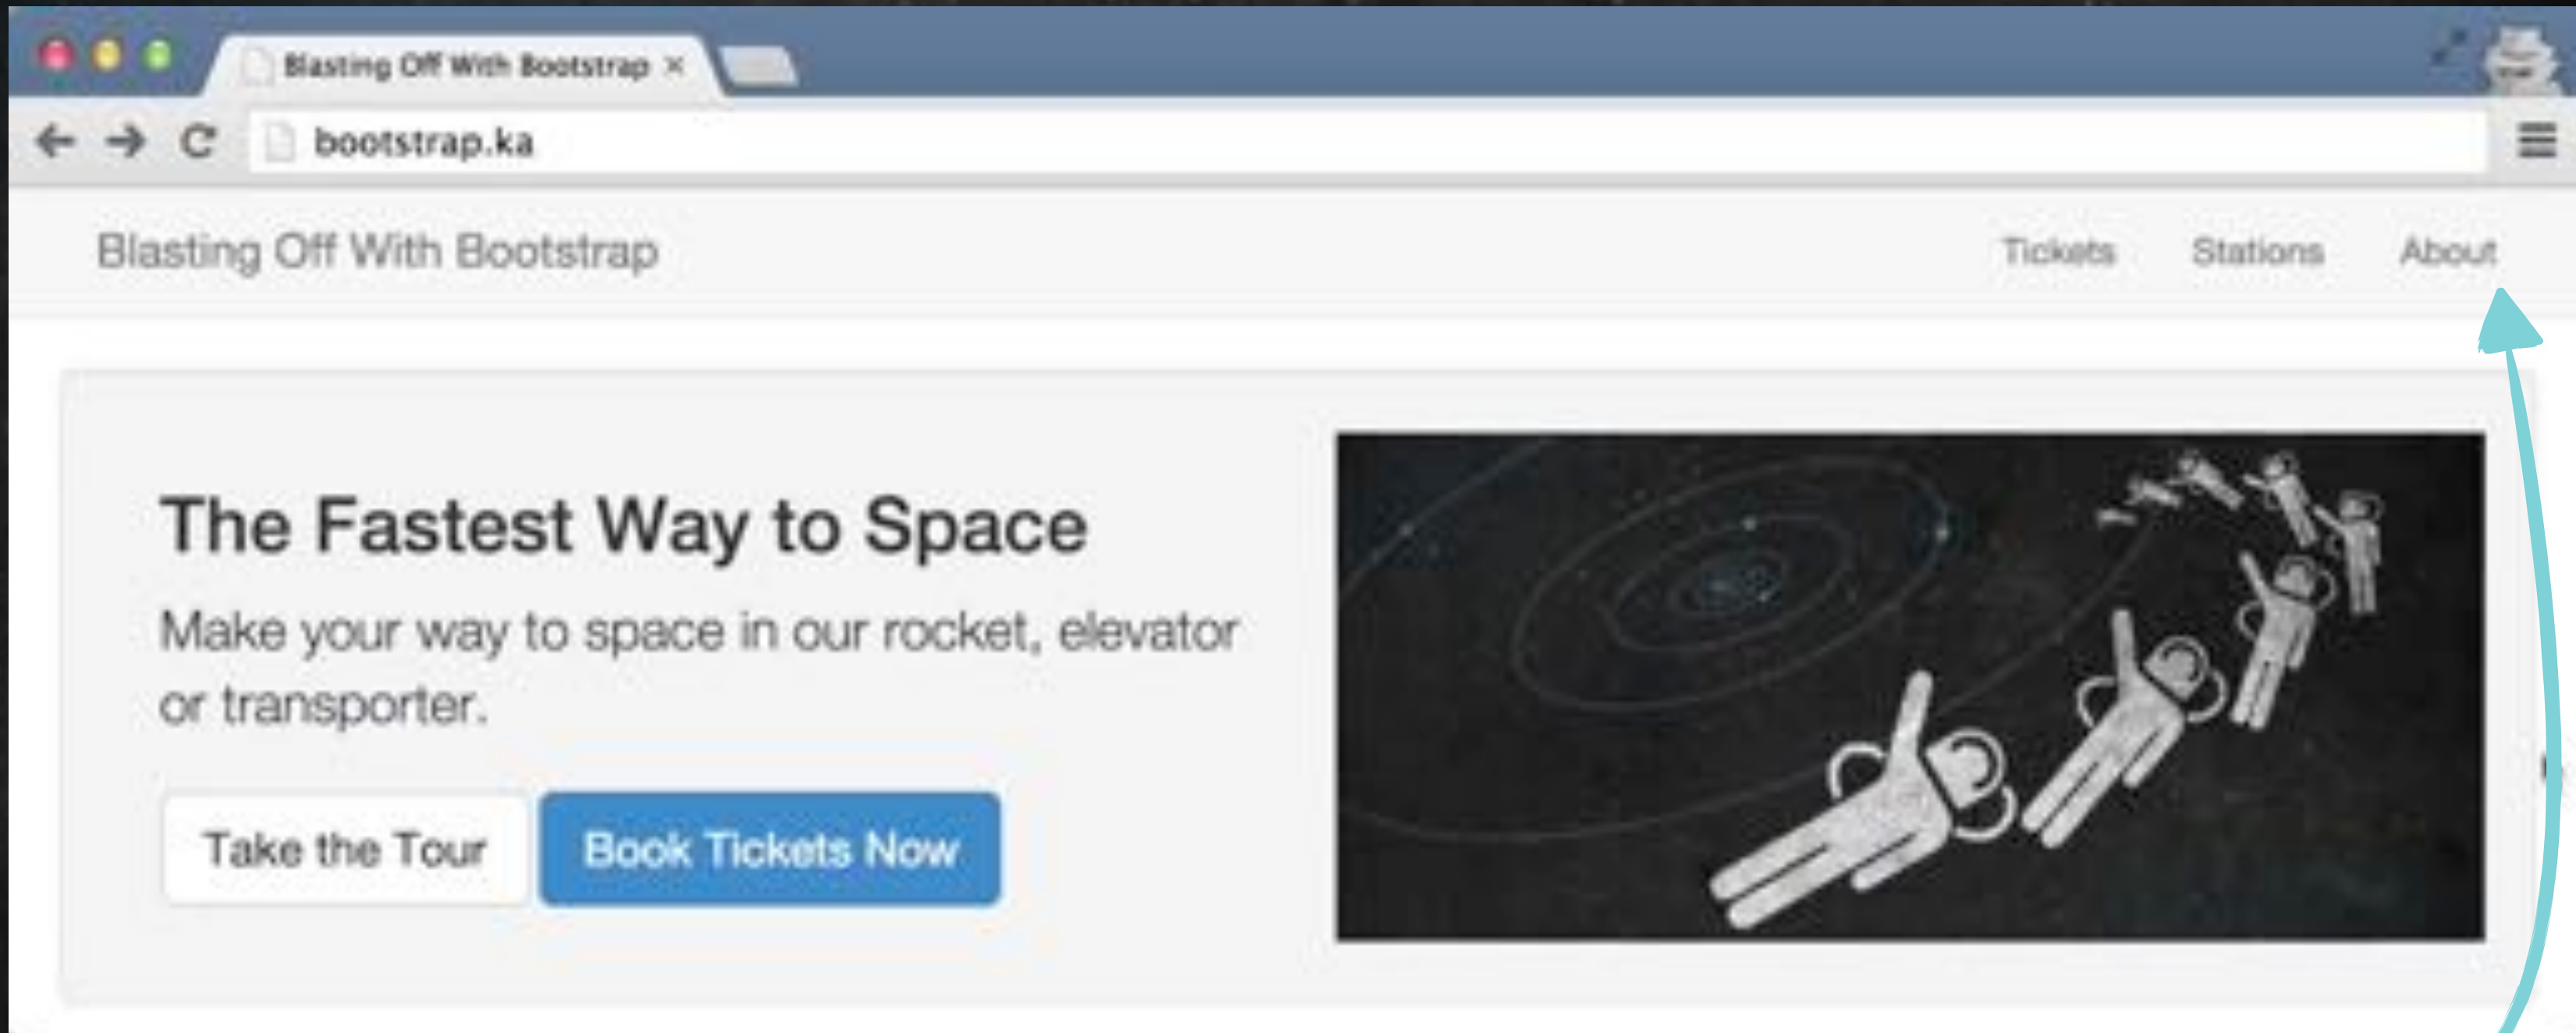 Blasting Off With Bootstrap ×
bootstrap.ka
Blasting Off With Bootstrap Tickets Stations About
The Fastest Way to Space
Make your way to space in our rocket, elevator
or transporter.
Take the Tour Book Tickets Now